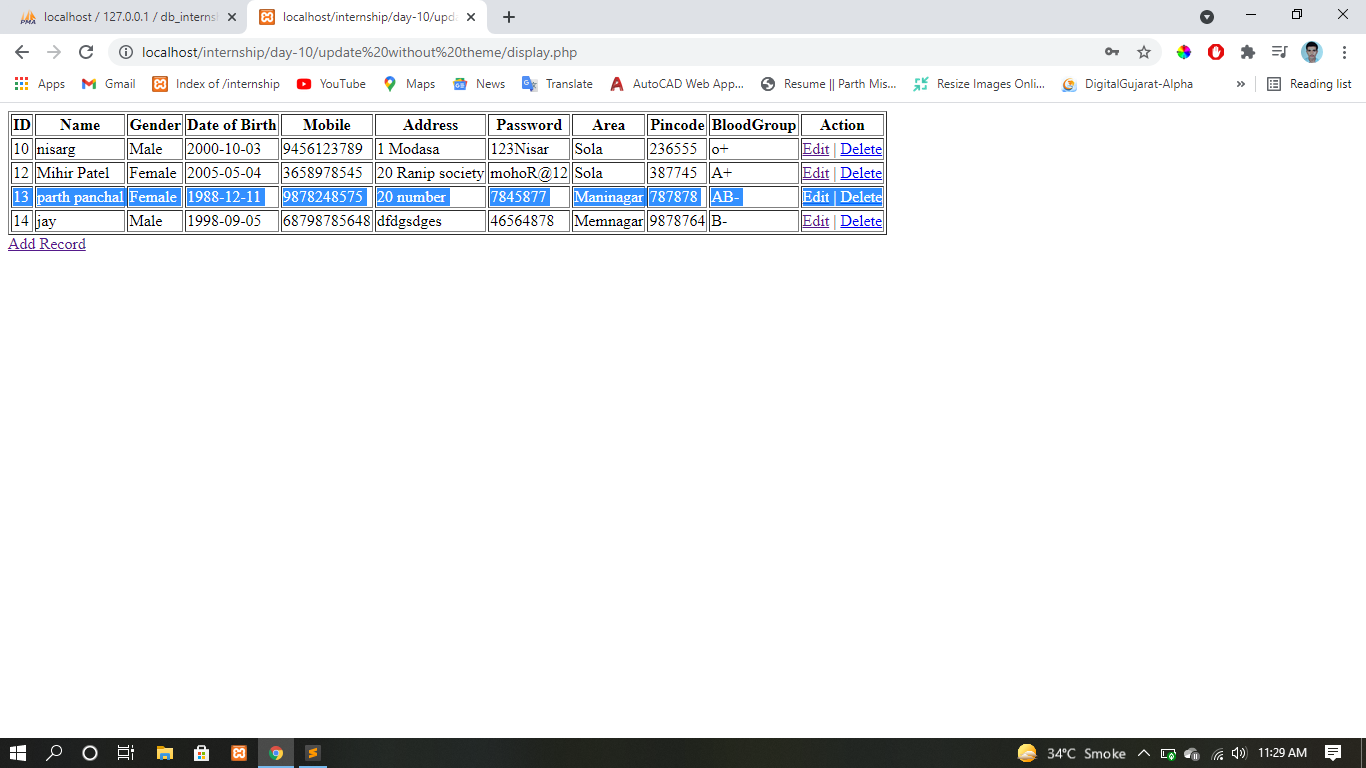 localhost / 127.0.0.1 / db_interns
localhost/internship/day-10/upda
localhost/internship/day-10/update%20without%20theme/display.php
Apps Gmail Index of /internship YouTube Maps News Translate AutoCAD Web App... Resume || Parth Mis... Resize Images Onli... DigitalGujarat-Alpha » Reading list
ID Name Gender Date of Birth Mobile Address Password Area Pincode BloodGroup Action
10 nisarg Male 2000-10-03 9456123789 1 Modasa 123Nisar Sola 236555 o+ Edit | Delete
12 Mihir Patel Female 2005-05-04 3658978545 20 Ranip society mohoR@12 Sola 387745 A+ Edit | Delete
13 parth panchal Female 1988-12-11 9878248575 20 number 7845877 Maninagar 787878 AB- Edit | Delete
14 jay Male 1998-09-05 68798785648 dfdgsdges 46564878 Memnagar 9878764 B- Edit | Delete
Add Record
34°C Smoke 11:29 AM